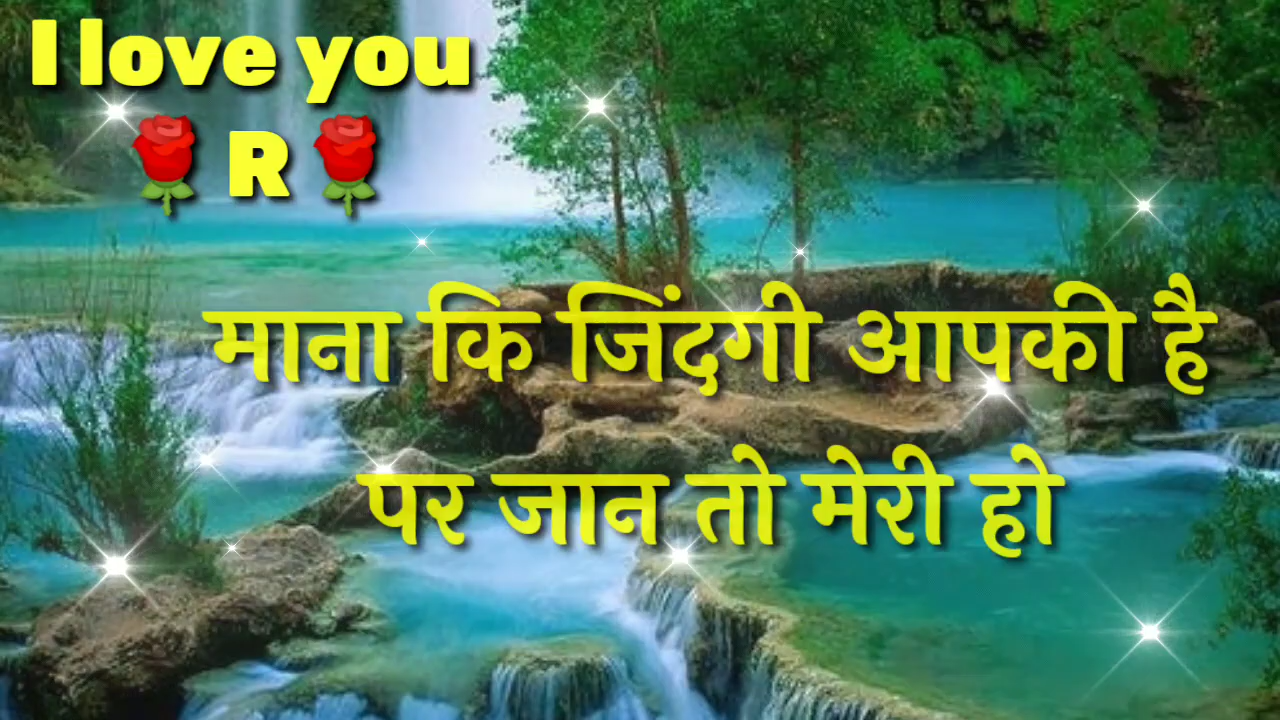 I love you
🌹 R 🌹
माना कि जिंदगी आपकी है
पर जान तो मेरी हो